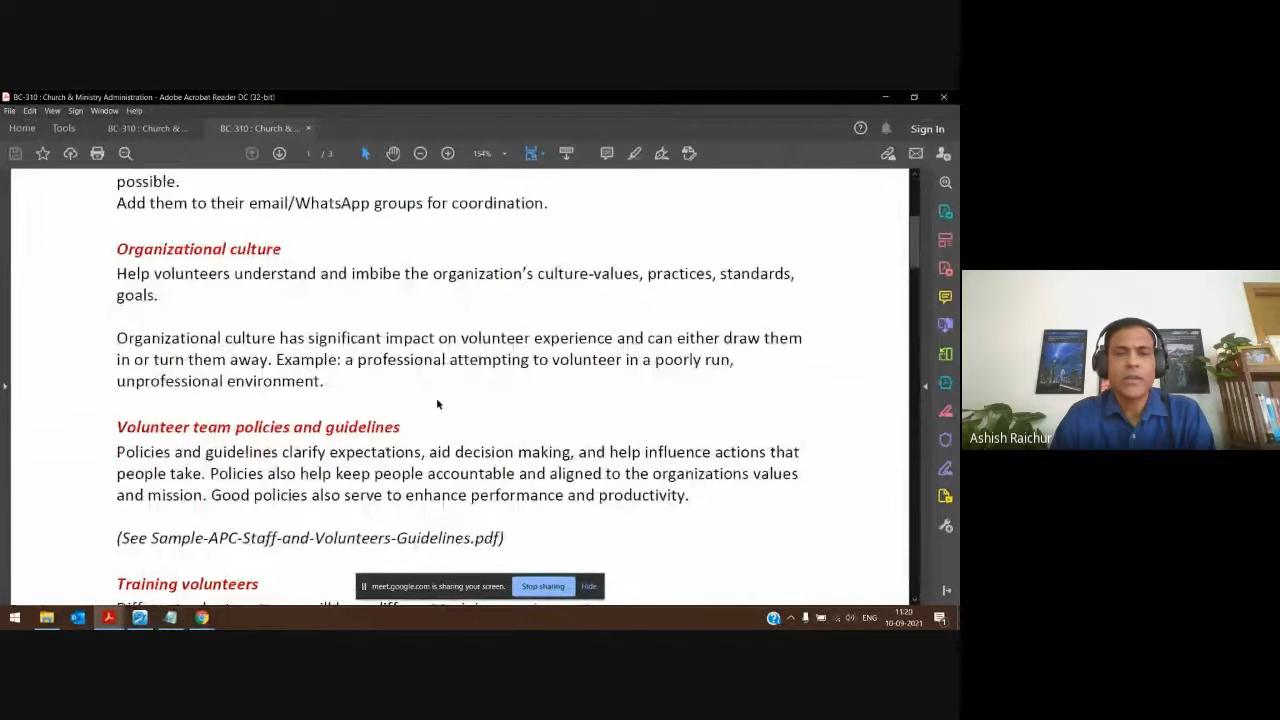 BC-310 : Church & Ministry Administration - Adobe Acrobat Reader DC (32-bit)
File Edit View Sign Window Help
Home Tools BC-310 : Church & ... BC-310 : Church & ... × Sign In
1 / 3 154%
possible.
Add them to their email/WhatsApp groups for coordination.
Organizational culture
Help volunteers understand and imbibe the organization's culture-values, practices, standards,
goals.
Organizational culture has significant impact on volunteer experience and can either draw them
in or turn them away. Example: a professional attempting to volunteer in a poorly run,
unprofessional environment.
Volunteer team policies and guidelines
Policies and guidelines clarify expectations, aid decision making, and help influence actions that
people take. Policies also help keep people accountable and aligned to the organizations values
and mission. Good policies also serve to enhance performance and productivity.
(See Sample-APC-Staff-and-Volunteers-Guidelines.pdf)
Training volunteers
meet.google.com is sharing your screen. Stop sharing Hide
ENG 11:20
10-09-2021
Ashish Raichur